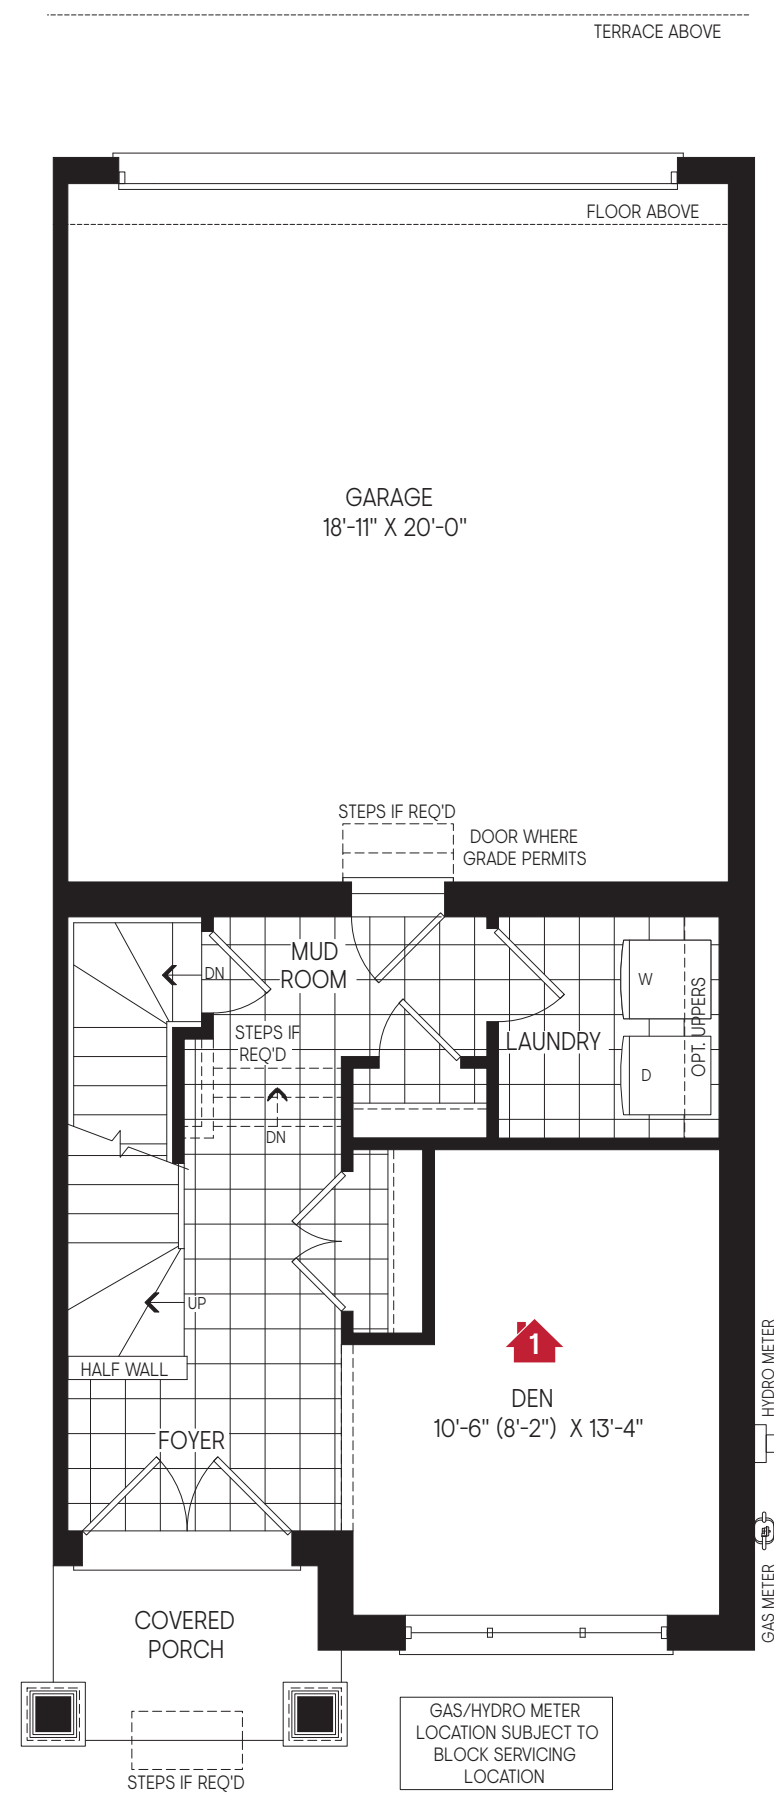 TERRACE ABOVE
FLOOR ABOVE
GARAGE
18'-11" X 20'-0"
STEPS IF REQ'D
DOOR WHERE
GRADE PERMITS
MUD
ROOM
DN
W
OPT. UPPERS
STEPS IF
REQ'D
LAUNDRY
D
DN
UP
1
HYDRO METER
HALF WALL
DEN
10'-6" (8'-2") X 13'-4"
FOYER
GAS METER
COVERED
PORCH
GAS/HYDRO METER
LOCATION SUBJECT TO
BLOCK SERVICING
LOCATION
STEPS IF REQ'D